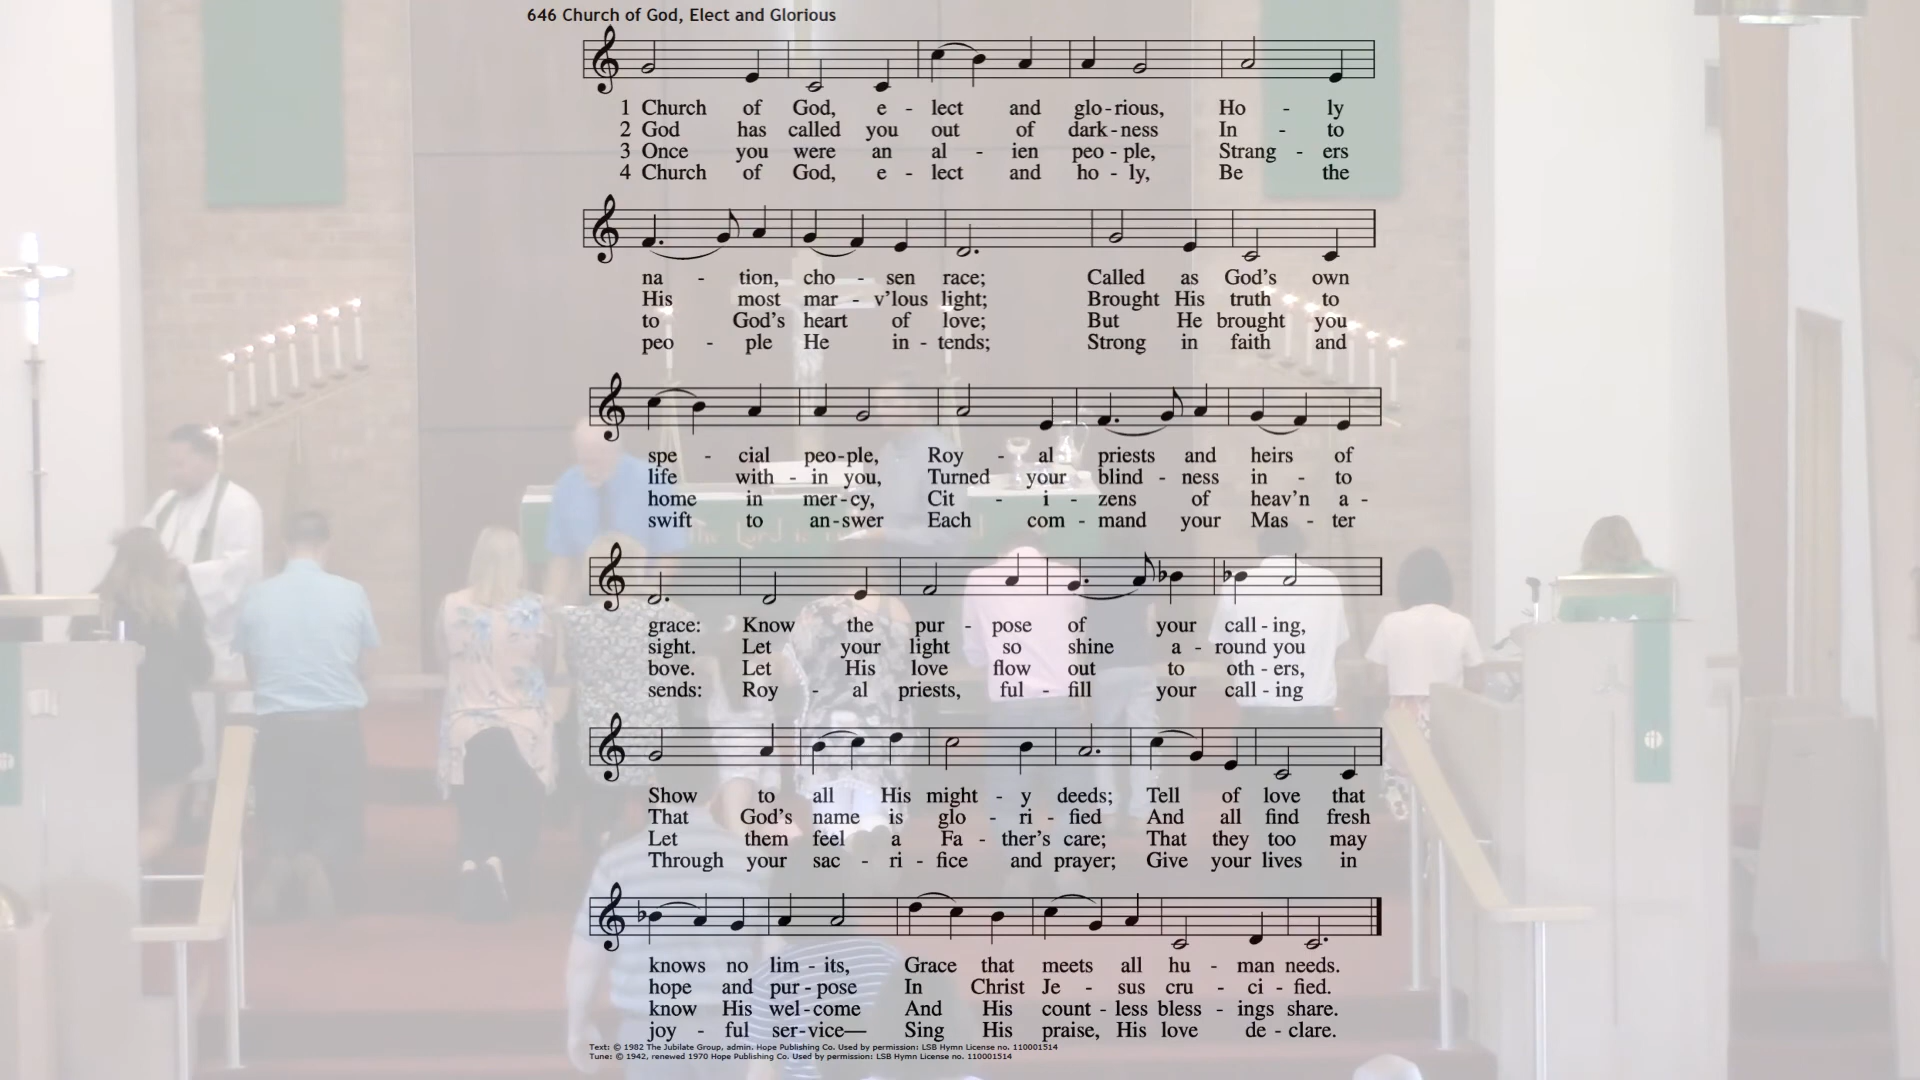 646 Church of God, Elect and Glorious
1 Church of God, e - lect and glo - rious, Ho - ly
2 God has called you out of dark - ness In - to
3 Once you were an al - ien peo - ple, Strang - ers
4 Church of God, e - lect and ho - ly, Be the
na - tion, cho - sen race; Called as God's own
His most mar - v'lous light; Brought His truth to
to God's heart of love; But He brought you
peo - ple He in - tends; Strong in faith and
spe - cial peo - ple, Roy - al priests and heirs of
life with - in you, Turned your blind - ness in - to
home in mer - cy, Cit - i - zens of heav'n a -
swift to an - swer Each com - mand your Mas - ter
grace: Know the pur - pose of your call - ing,
sight. Let your light so shine a - round you
bove. Let His love flow out to oth - ers,
sends: Roy - al priests, ful - fill your call - ing
Show to all His might - y deeds; Tell of love that
That God's name is glo - ri - fied And all find fresh
Let them feel a Fa - ther's care; That they too may
Through your sac - ri - fice and prayer; Give your lives in
knows no lim - its, Grace that meets all hu - man needs.
hope and pur - pose In Christ Je - sus cru - ci - fied.
know His wel - come And His count - less bless - ings share.
joy - ful ser - vice— Sing His praise, His love de - clare.
Text: © 1982 The Jubilate Group, admin. Hope Publishing Co. Used by permission: LSB Hymn License no. 110001514
Tune: © 1942, renewed 1970 Hope Publishing Co. Used by permission: LSB Hymn License no. 110001514
The Lord is